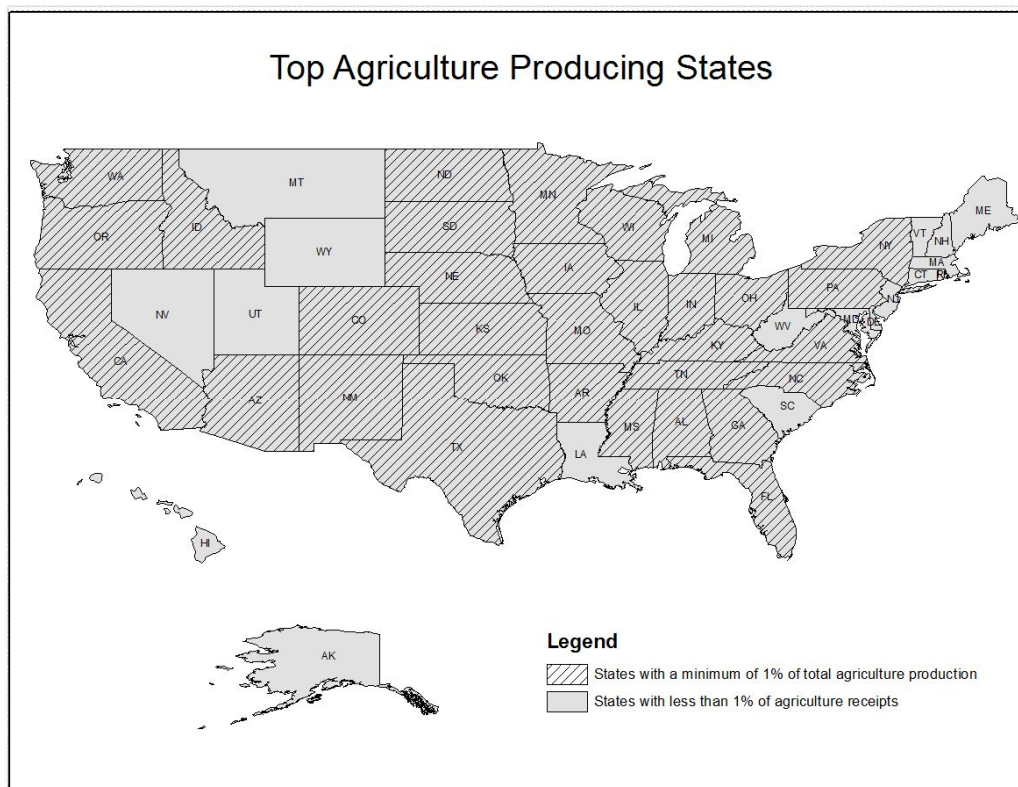 Top Agriculture Producing States
WA
MT
ND
MN
ME
OR
ID
SD
WI
MI
VT
NH
NY
WY
MA
CT
RI
NE
IA
PA
NV
UT
IL
IN
OH
NJ
CO
KS
MO
WV
MD
DE
VA
KY
CA
OK
TN
NC
AZ
NM
AR
SC
MS
AL
GA
TX
LA
FL
HI
AK
Legend
States with a minimum of 1% of total agriculture production
States with less than 1% of agriculture receipts